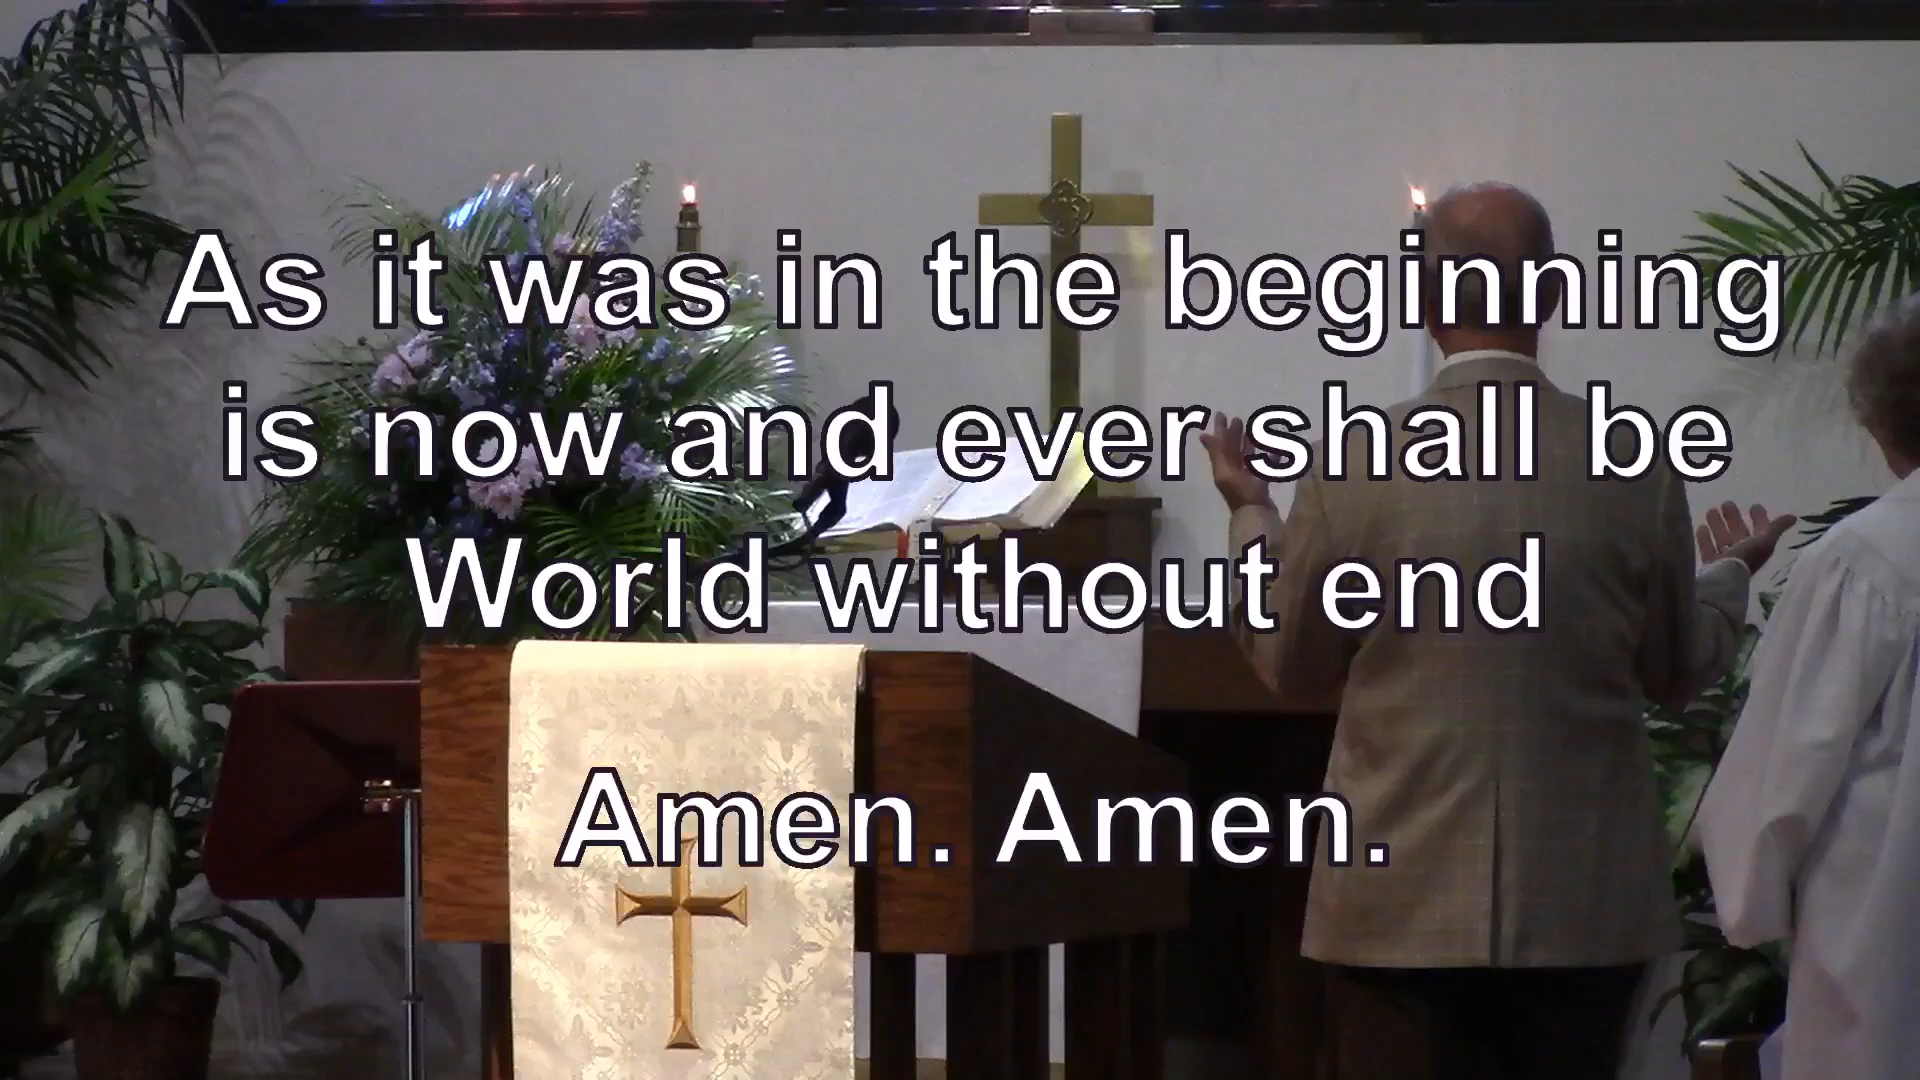 As it was in the beginning
is now and ever shall be
World without end
Amen. Amen.